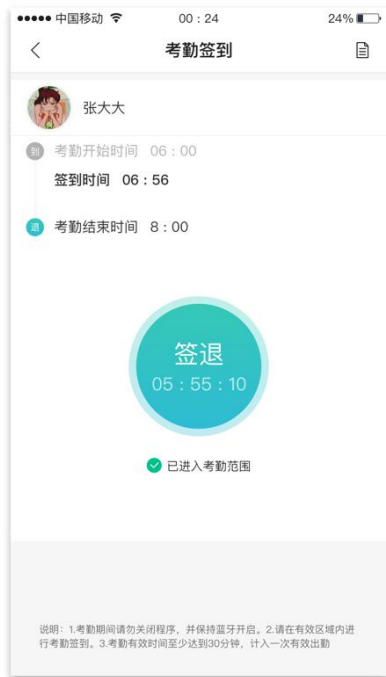 中国移动 00 : 24 24%
考勤签到
张大大
到 考勤开始时间 06 : 00
签到时间 06 : 56
退 考勤结束时间 8 : 00
签退
05 : 55 : 10
已进入考勤范围
说明：1.考勤期间请勿关闭程序，并保持蓝牙开启。2.请在有效区域内进
行考勤签到。3.考勤有效时间至少达到30分钟，计入一次有效出勤